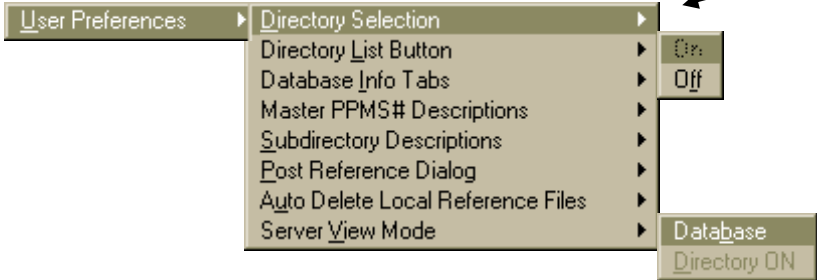 User Preferences
Directory Selection
Directory List Button
Database Info Tabs
Master PPMS# Descriptions
Subdirectory Descriptions
Post Reference Dialog
Auto Delete Local Reference Files
Server View Mode
On
Off
Database
Directory ON